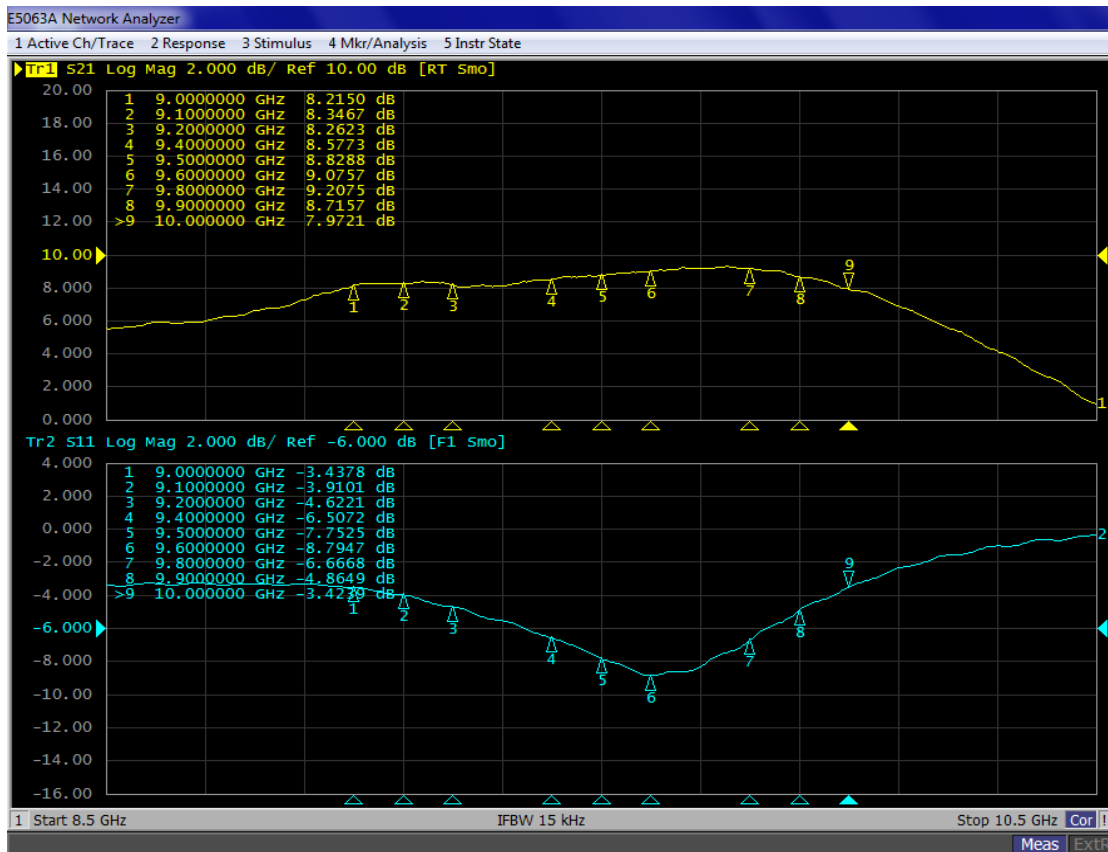 E5063A Network Analyzer
1 Active Ch/Trace 2 Response 3 Stimulus 4 Mkr/Analysis 5 Instr State
Tr1 S21 Log Mag 2.000 dB/ Ref 10.00 dB [RT Smo]
20.00
1 9.0000000 GHz 8.2150 dB
2 9.1000000 GHz 8.3467 dB
18.00
3 9.2000000 GHz 8.2623 dB
4 9.4000000 GHz 8.5773 dB
16.00
5 9.5000000 GHz 8.8288 dB
6 9.6000000 GHz 9.0757 dB
14.00
7 9.8000000 GHz 9.2075 dB
8 9.9000000 GHz 8.7157 dB
12.00
>9 10.000000 GHz 7.9721 dB
10.00
9
8.000
1 2 3 4 5 6 7 8
6.000
4.000
2.000
1
0.000
Tr2 S11 Log Mag 2.000 dB/ Ref -6.000 dB [F1 Smo]
4.000
1 9.0000000 GHz -3.4378 dB
2 9.1000000 GHz -3.9101 dB
2.000
3 9.2000000 GHz -4.6221 dB
4 9.4000000 GHz -6.5072 dB
0.000
5 9.5000000 GHz -7.7525 dB
2
6 9.6000000 GHz -8.7947 dB
-2.000
7 9.8000000 GHz -6.6668 dB
9
8 9.9000000 GHz -4.8649 dB
-4.000
>9 10.000000 GHz -3.4239 dB
1 2 3 8
-6.000
4 7
-8.000
5 6
-10.00
-12.00
-14.00
-16.00
1 Start 8.5 GHz IFBW 15 kHz Stop 10.5 GHz Cor !
Meas ExtR